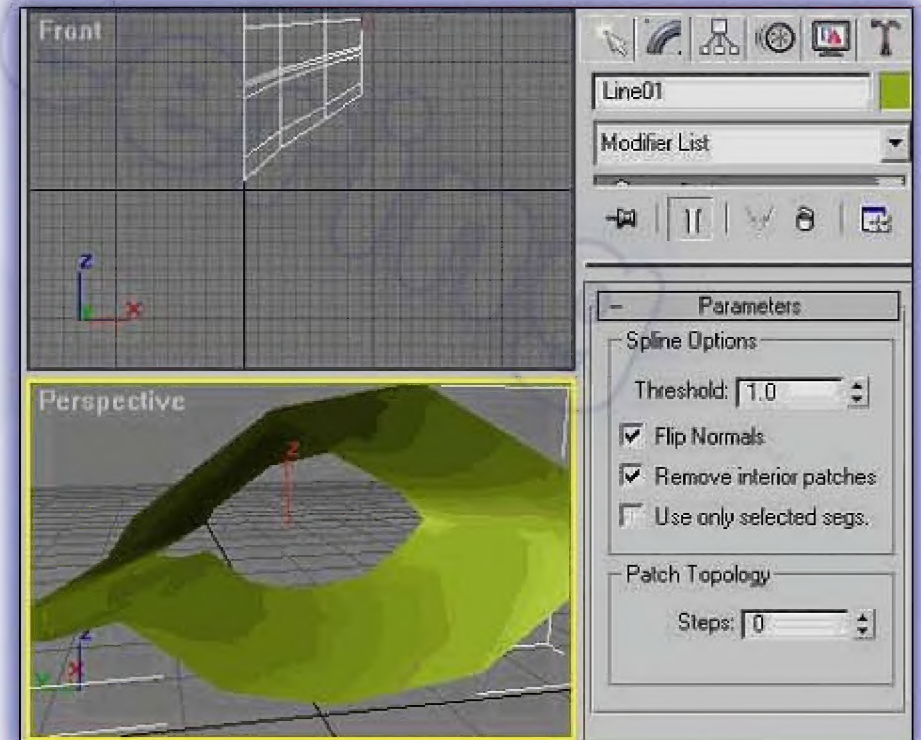 Front
z
x
Perspective
z
z
x
Y
Line01
Modifier List
Parameters
Spline Options
Threshold: 1.0
Flip Normals
Remove interior patches
Use only selected segs.
Patch Topology
Steps: 0